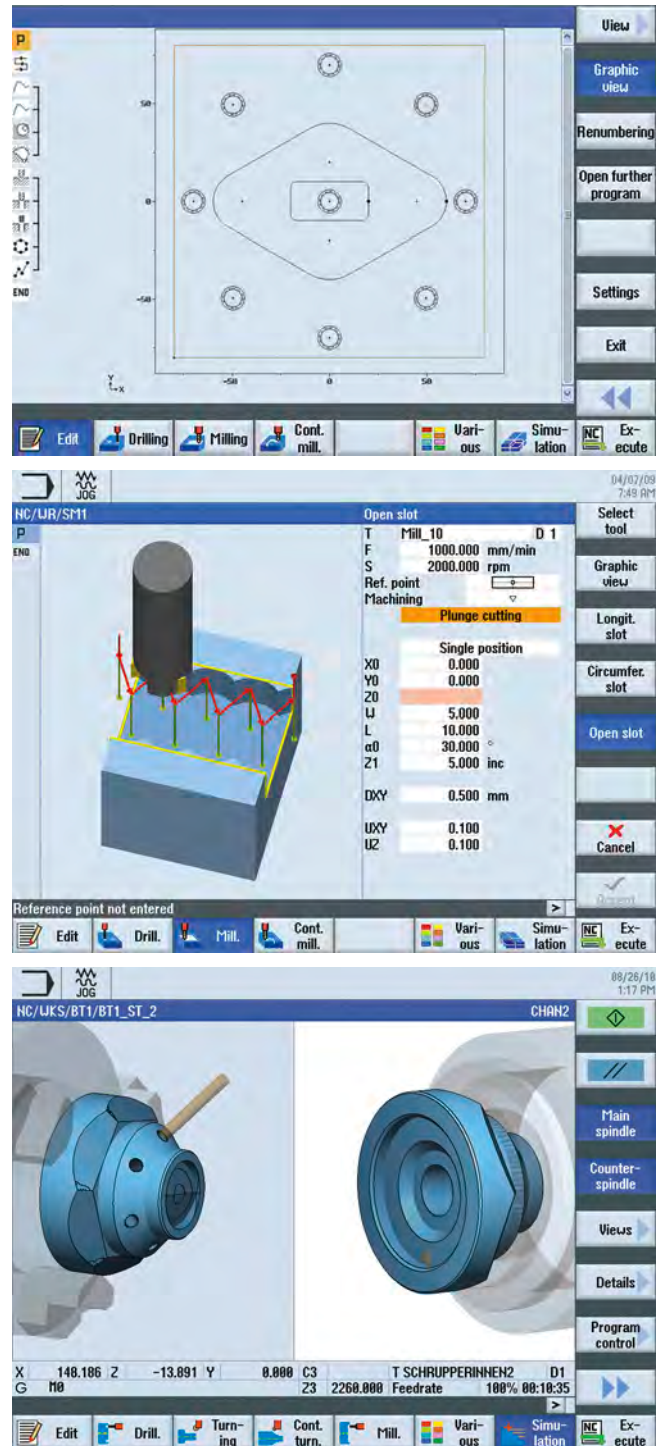 View
P
Graphic
view
50
Renumbering
Open further
program
0
END
Settings
-50
Exit
Y
X
-50
0
50
Edit
Drilling
Milling
Cont.
mill.
Vari-
ous
Simu-
lation
NC
Ex-
ecute
JOG
04/07/09
7:49 AM
NC/WR/SM1
Open slot
Select
tool
P
T Mill_10 D 1
END
F 1000.000 mm/min
S 2000.000 rpm
Graphic
view
Ref. point
Machining
Plunge cutting
Longit.
slot
Single position
X0 0.000
Y0 0.000
Circumfer.
slot
Z0
W 5.000
L 10.000
Open slot
α0 30.000 °
Z1 5.000 inc
DXY 0.500 mm
UXY 0.100
UZ 0.100
Cancel
Accept
Reference point not entered
>
Edit
Drill.
Mill.
Cont.
mill.
Vari-
ous
Simu-
lation
NC
Ex-
ecute
JOG
08/26/10
1:17 PM
NC/WKS/BT1/BT1_ST_2
CHAN2
Main
spindle
Counter-
spindle
Views
Details
Program
control
X 148.186 Z -13.891 Y 0.000 C3 T SCHRUPPERINNEN2 D1
G M0 Z3 2260.000 Feedrate 100% 00:10:35
>
Edit
Drill.
Turn-
ing
Cont.
turn.
Mill.
Vari-
ous
Simu-
lation
NC
Ex-
ecute